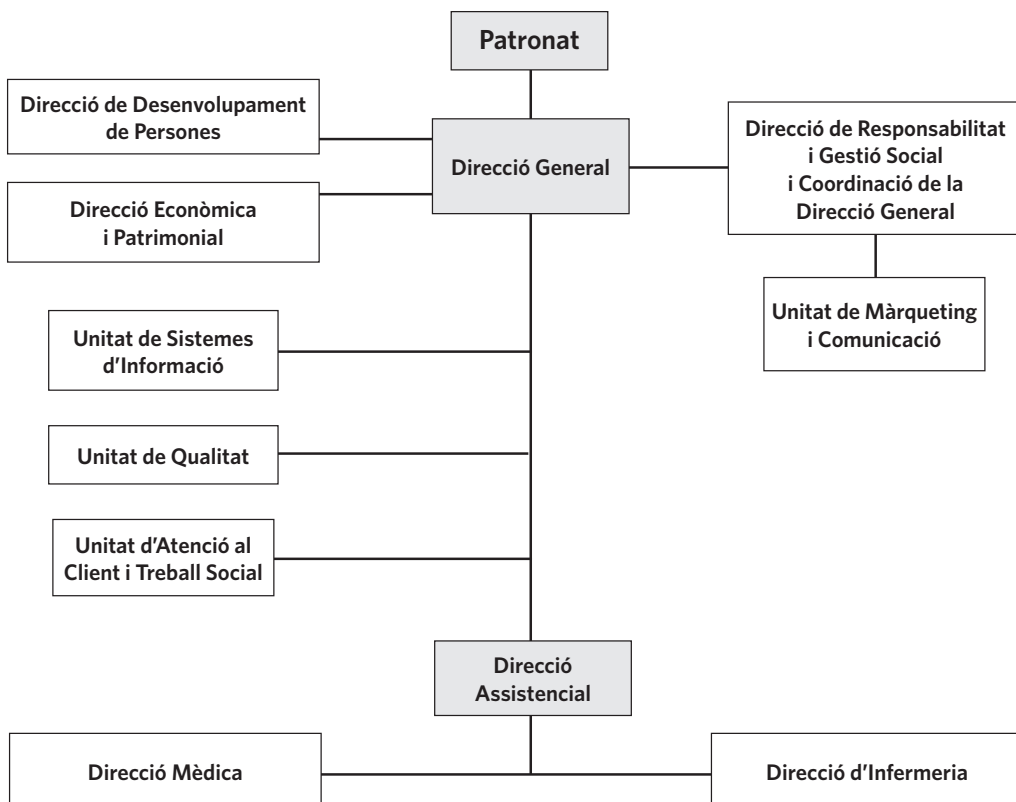 Patronat
Direcció de Desenvolupament
de Persones
Direcció General
Direcció de Responsabilitat
i Gestió Social
i Coordinació de la
Direcció General
Direcció Econòmica
i Patrimonial
Unitat de Màrqueting
i Comunicació
Unitat de Sistemes
d’Informació
Unitat de Qualitat
Unitat d’Atenció al
Client i Treball Social
Direcció
Assistencial
Direcció Mèdica
Direcció d’Infermeria